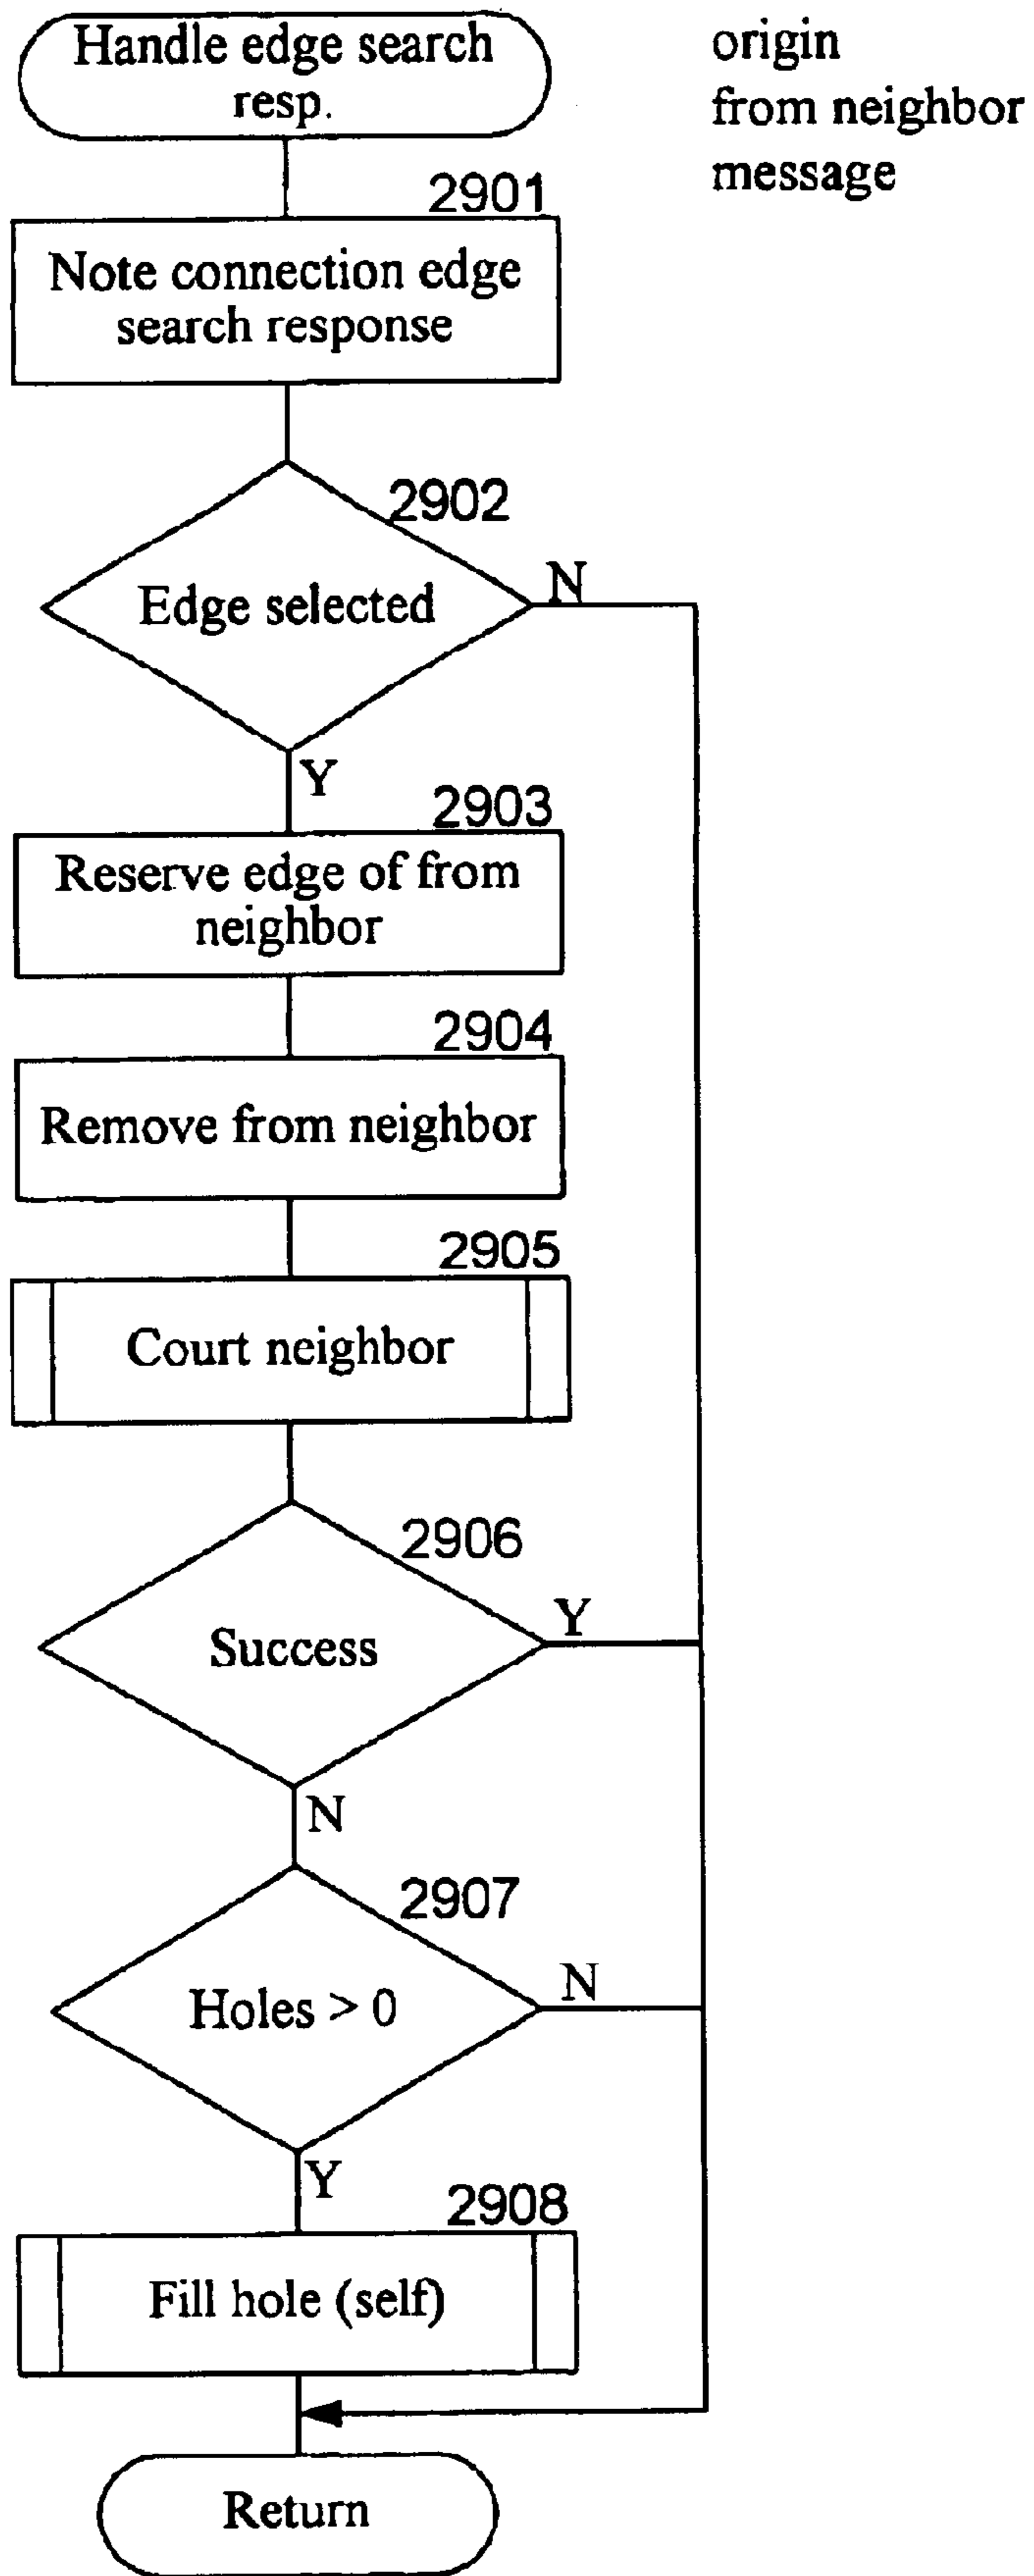 Handle edge search
resp.
origin
from neighbor
message
2901
Note connection edge
search response
2902
Edge selected
N
Y
2903
Reserve edge of from
neighbor
2904
Remove from neighbor
2905
Court neighbor
2906
Success
Y
N
2907
Holes > 0
N
Y
2908
Fill hole (self)
Return